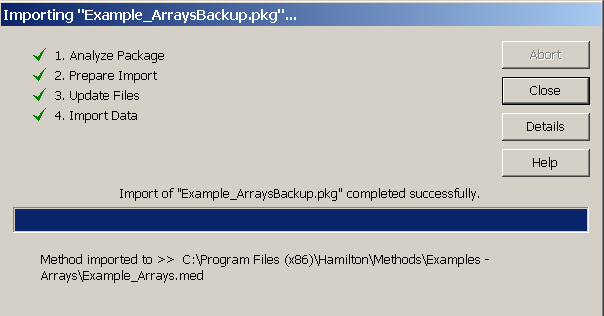 Importing "Example_ArraysBackup.pkg"...
1. Analyze Package
2. Prepare Import
3. Update Files
4. Import Data
Abort
Close
Details
Help
Import of "Example_ArraysBackup.pkg" completed successfully.
Method imported to >>  C:\Program Files (x86)\Hamilton\Methods\Examples -
Arrays\Example_Arrays.med